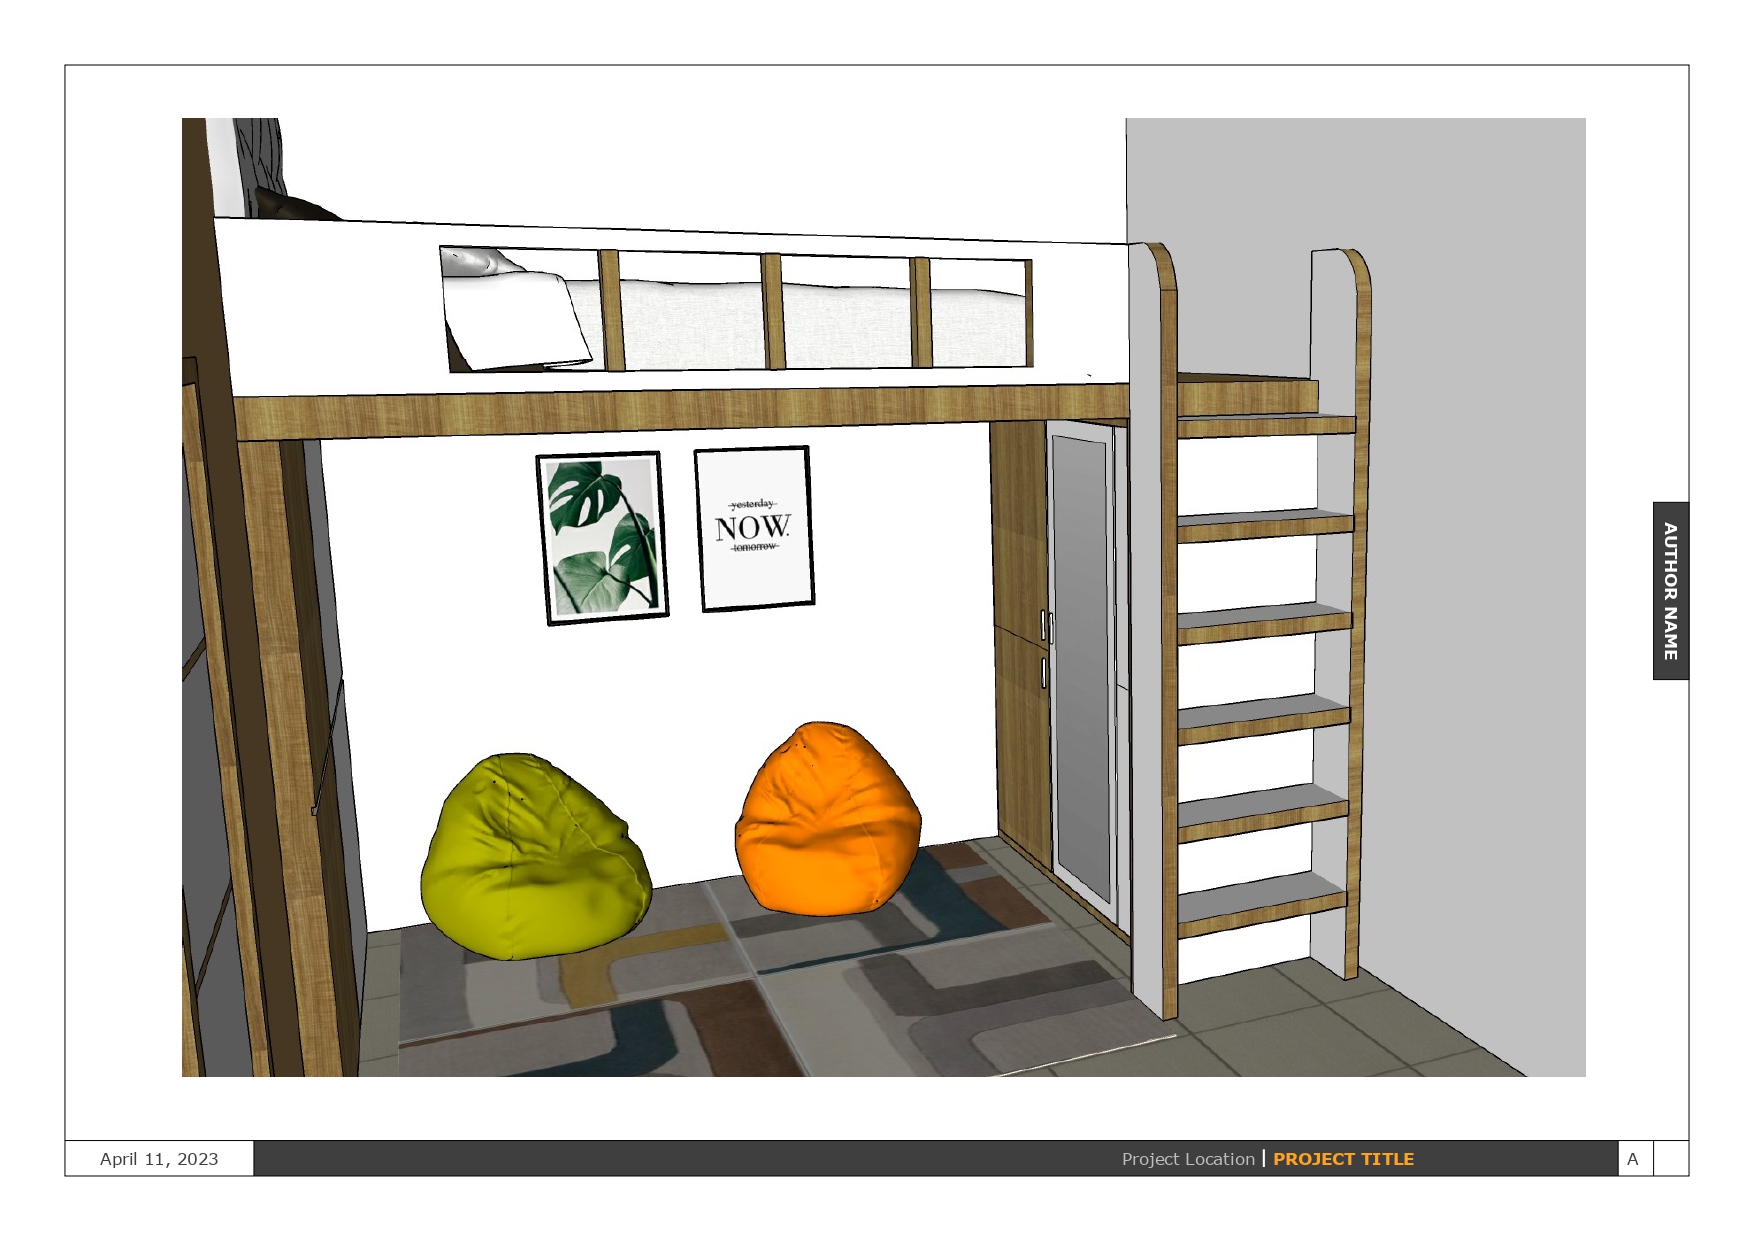 yesterday
NOW.
tomorrow
AUTHOR NAME
April 11, 2023
Project Location | PROJECT TITLE
A